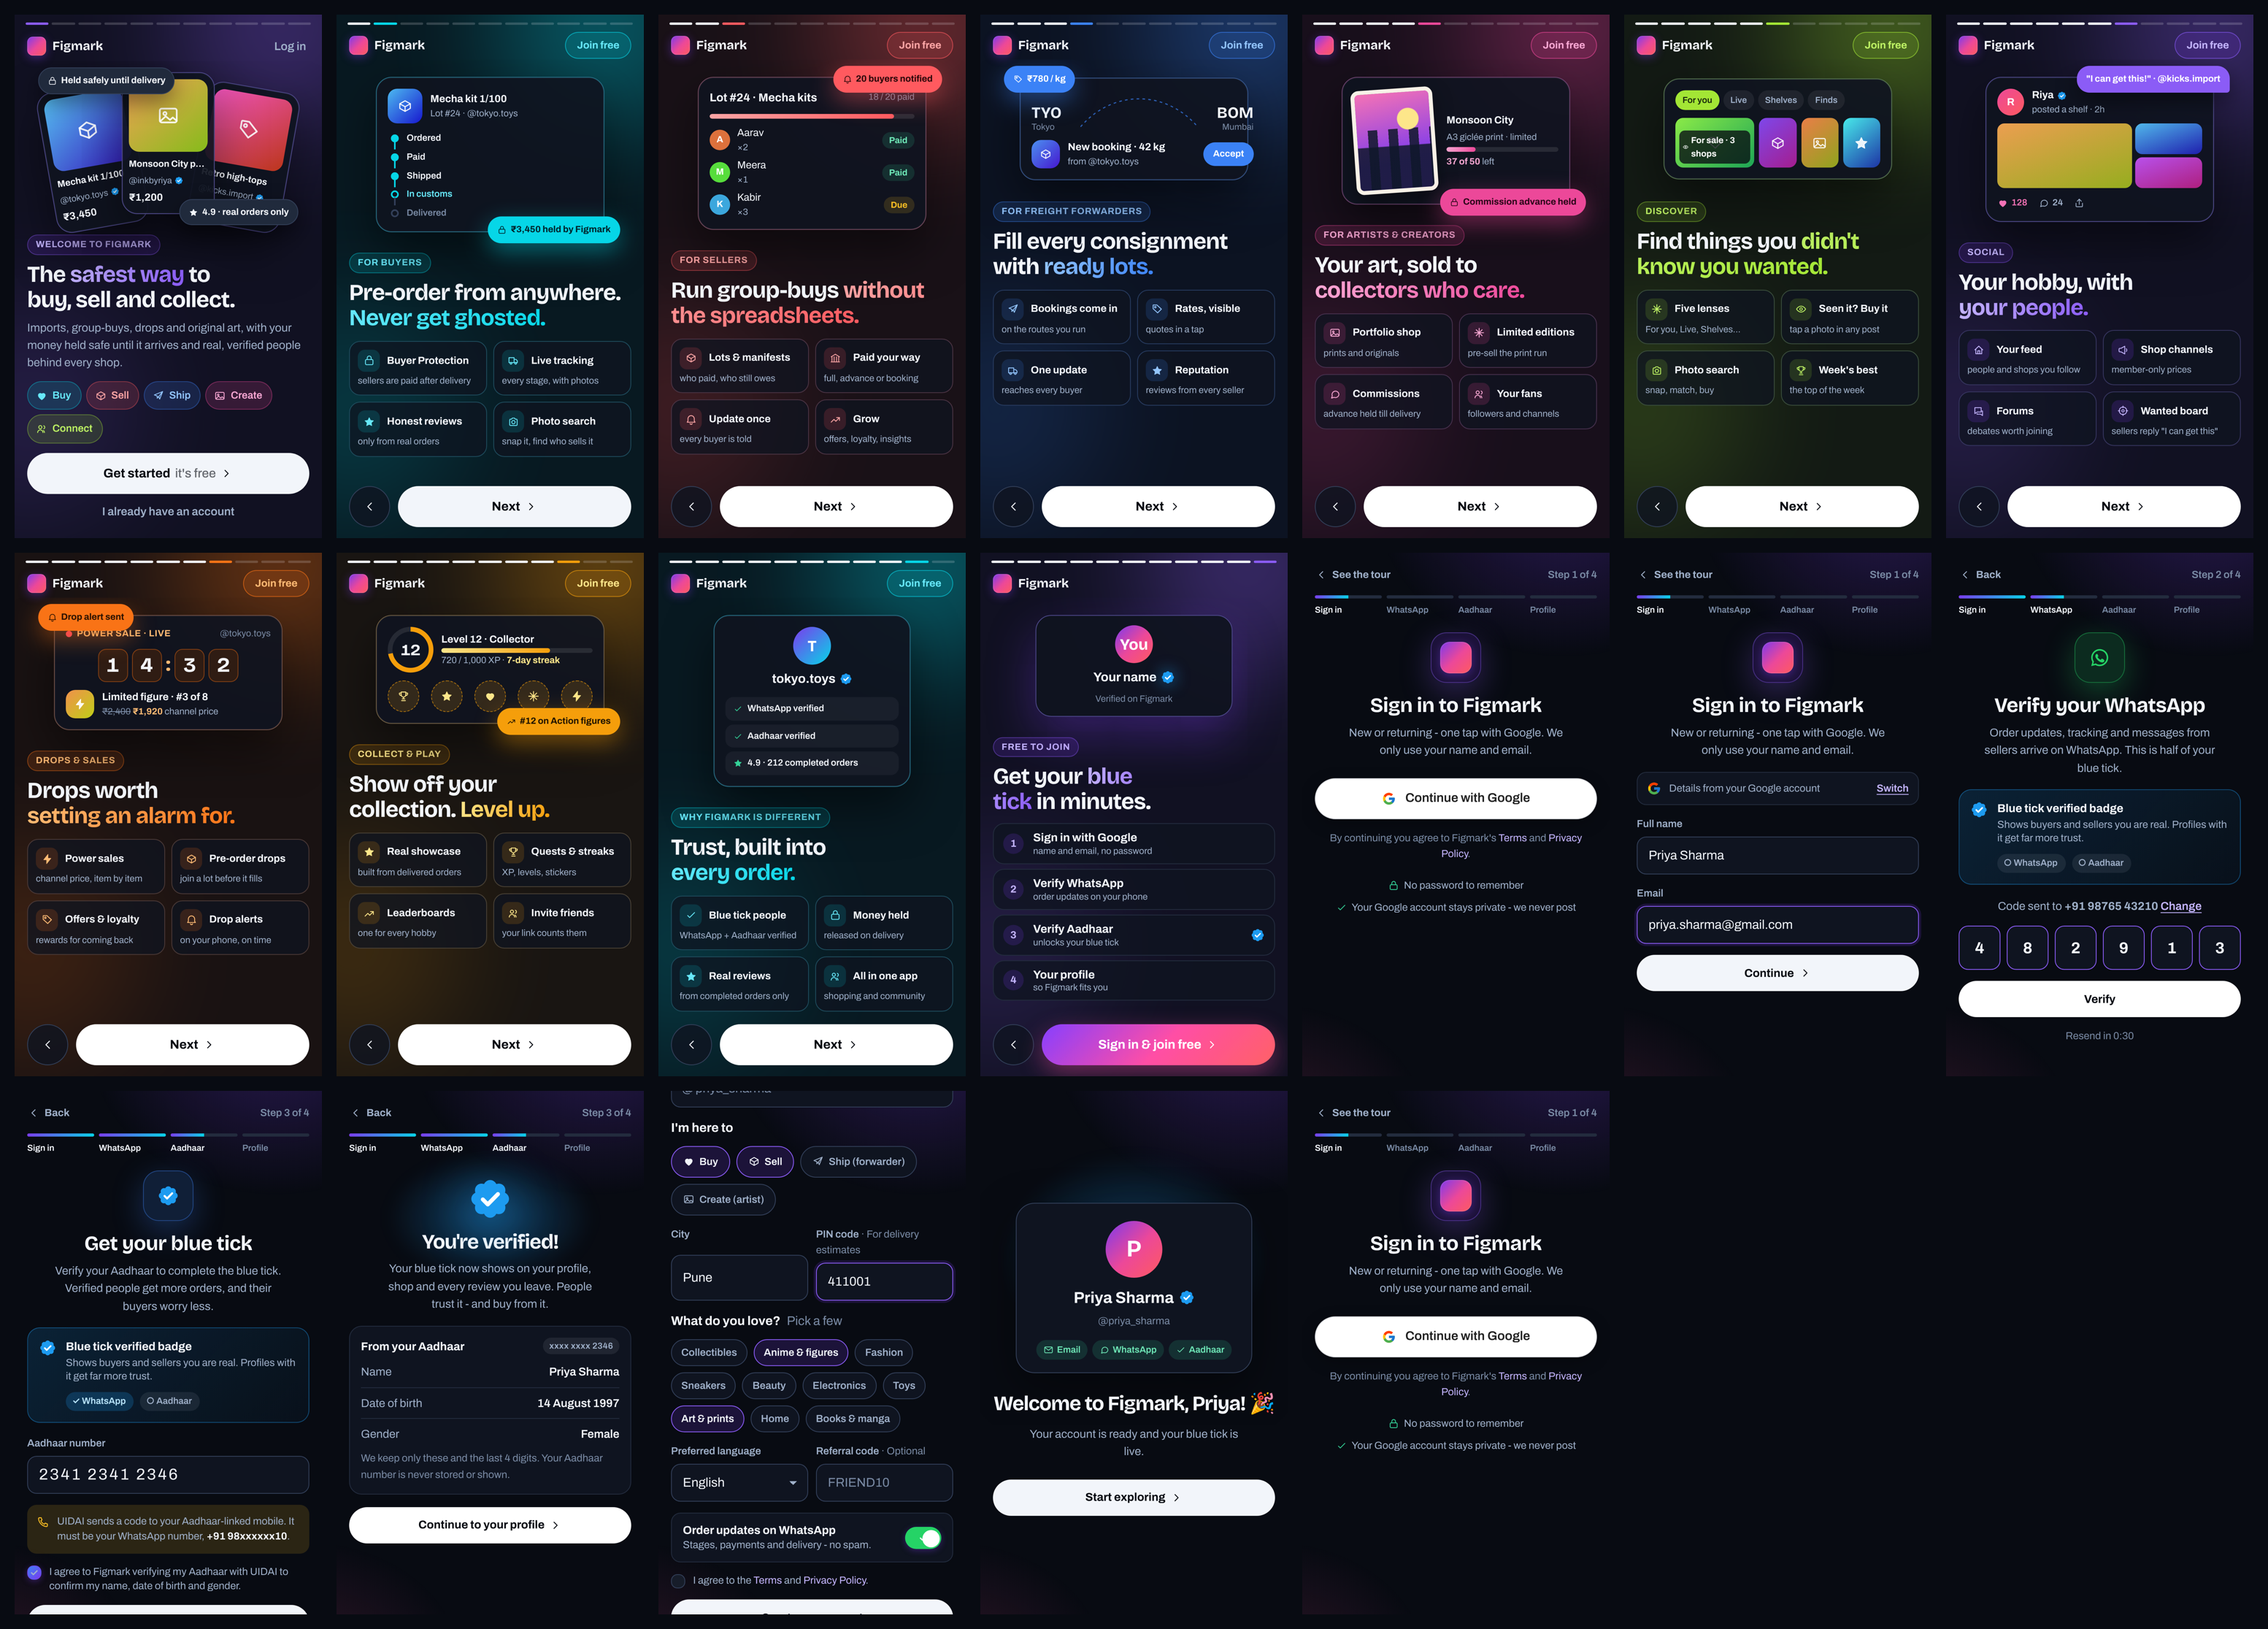 Figmark
Log in
Held safely until delivery
Mecha kit 1/100
@tokyo.toys
₹3,450
Monsoon City p...
@inkbyriya
₹1,200
high-tops
4.9 · real orders only
WELCOME TO FIGMARK
The safest way to
buy, sell and collect.
Imports, group-buys, drops and original art, with your
money held safe until it arrives and real, verified people
behind every shop.
Buy
Sell
Ship
Create
Connect
Get started it's free
I already have an account
Figmark
Join free
Mecha kit 1/100
Lot #24 · @tokyo.toys
Ordered
Paid
Shipped
In customs
Delivered
₹3,450 held by Figmark
FOR BUYERS
Pre-order from anywhere.
Never get ghosted.
Buyer Protection
sellers are paid after delivery
Live tracking
every stage, with photos
Honest reviews
only from real orders
Photo search
snap it, find who sells it
Next
Figmark
Join free
20 buyers notified
Lot #24 · Mecha kits
18 / 20 paid
A
Aarav
×2
Paid
M
Meera
×1
Paid
K
Kabir
×3
Due
FOR SELLERS
Run group-buys without
the spreadsheets.
Lots & manifests
who paid, who still owes
Paid your way
full, advance or booking
Update once
every buyer is told
Grow
offers, loyalty, insights
Next
Figmark
Join free
₹780 / kg
TYO
Tokyo
BOM
Mumbai
New booking · 42 kg
from @tokyo.toys
Accept
FOR FREIGHT FORWARDERS
Fill every consignment
with ready lots.
Bookings come in
on the routes you run
Rates, visible
quotes in a tap
One update
reaches every buyer
Reputation
reviews from every seller
Next
Figmark
Join free
Monsoon City
A3 giclée print · limited
37 of 50 left
Commission advance held
FOR ARTISTS & CREATORS
Your art, sold to
collectors who care.
Portfolio shop
prints and originals
Limited editions
pre-sell the print run
Commissions
advance held till delivery
Your fans
followers and channels
Next
Figmark
Join free
For you
Live
Shelves
Finds
For sale · 3
shops
DISCOVER
Find things you didn't
know you wanted.
Five lenses
For you, Live, Shelves...
Seen it? Buy it
tap a photo in any post
Photo search
snap, match, buy
Week's best
the top of the week
Next
Figmark
Join free
"I can get this!" · @kicks.import
R
Riya
posted a shelf · 2h
128
24
SOCIAL
Your hobby, with
your people.
Your feed
people and shops you follow
Shop channels
member-only prices
Forums
debates worth joining
Wanted board
sellers reply "I can get this"
Next
Figmark
Join free
Drop alert sent
POWER SALE · LIVE
@tokyo.toys
1 4 : 3 2
Limited figure · #3 of 8
₹2,400 ₹1,920 channel price
DROPS & SALES
Drops worth
setting an alarm for.
Power sales
channel price, item by item
Pre-order drops
join a lot before it fills
Offers & loyalty
rewards for coming back
Drop alerts
on your phone, on time
Next
Figmark
Join free
12
Level 12 · Collector
720 / 1,000 XP · 7-day streak
#12 on Action figures
COLLECT & PLAY
Show off your
collection. Level up.
Real showcase
built from delivered orders
Quests & streaks
XP, levels, stickers
Leaderboards
one for every hobby
Invite friends
your link counts them
Next
Figmark
Join free
T
tokyo.toys
WhatsApp verified
Aadhaar verified
4.9 · 212 completed orders
WHY FIGMARK IS DIFFERENT
Trust, built into
every order.
Blue tick people
WhatsApp + Aadhaar verified
Money held
released on delivery
Real reviews
from completed orders only
All in one app
shopping and community
Next
Figmark
You
Your name
Verified on Figmark
FREE TO JOIN
Get your blue
tick in minutes.
1
Sign in with Google
name and email, no password
2
Verify WhatsApp
order updates on your phone
3
Verify Aadhaar
unlocks your blue tick
4
Your profile
so Figmark fits you
Sign in & join free
See the tour
Step 1 of 4
Sign in
WhatsApp
Aadhaar
Profile
Sign in to Figmark
New or returning - one tap with Google. We
only use your name and email.
Continue with Google
By continuing you agree to Figmark's Terms and Privacy
Policy.
No password to remember
Your Google account stays private - we never post
See the tour
Step 1 of 4
Sign in
WhatsApp
Aadhaar
Profile
Sign in to Figmark
New or returning - one tap with Google. We
only use your name and email.
Details from your Google account
Switch
Full name
Priya Sharma
Email
priya.sharma@gmail.com
Continue
Back
Step 2 of 4
Sign in
WhatsApp
Aadhaar
Profile
Verify your WhatsApp
Order updates, tracking and messages from
sellers arrive on WhatsApp. This is half of your
blue tick.
Blue tick verified badge
Shows buyers and sellers you are real. Profiles with
it get far more trust.
WhatsApp
Aadhaar
Code sent to +91 98765 43210 Change
4 8 2 9 1 3
Verify
Resend in 0:30
Back
Step 3 of 4
Sign in
WhatsApp
Aadhaar
Profile
Get your blue tick
Verify your Aadhaar to complete the blue tick.
Verified people get more orders, and their
buyers worry less.
Blue tick verified badge
Shows buyers and sellers you are real. Profiles with
it get far more trust.
WhatsApp
Aadhaar
Aadhaar number
2341 2341 2346
UIDAI sends a code to your Aadhaar-linked mobile. It
must be your WhatsApp number, +91 98xxxxxx10.
I agree to Figmark verifying my Aadhaar with UIDAI to
confirm my name, date of birth and gender.
Back
Step 3 of 4
Sign in
WhatsApp
Aadhaar
Profile
You're verified!
Your blue tick now shows on your profile,
shop and every review you leave. People
trust it - and buy from it.
From your Aadhaar
xxxx xxxx 2346
Name
Priya Sharma
Date of birth
14 August 1997
Gender
Female
We keep only these and the last 4 digits. Your Aadhaar
number is never stored or shown.
Continue to your profile
I'm here to
Buy
Sell
Ship (forwarder)
Create (artist)
City
Pune
PIN code · For delivery
estimates
411001
What do you love? Pick a few
Collectibles
Anime & figures
Fashion
Sneakers
Beauty
Electronics
Toys
Art & prints
Home
Books & manga
Preferred language
English
Referral code · Optional
FRIEND10
Order updates on WhatsApp
Stages, payments and delivery - no spam.
I agree to the Terms and Privacy Policy.
P
Priya Sharma
@priya_sharma
Email
WhatsApp
Aadhaar
Welcome to Figmark, Priya! 🎉
Your account is ready and your blue tick is
live.
Start exploring
See the tour
Step 1 of 4
Sign in
WhatsApp
Aadhaar
Profile
Sign in to Figmark
New or returning - one tap with Google. We
only use your name and email.
Continue with Google
By continuing you agree to Figmark's Terms and Privacy
Policy.
No password to remember
Your Google account stays private - we never post